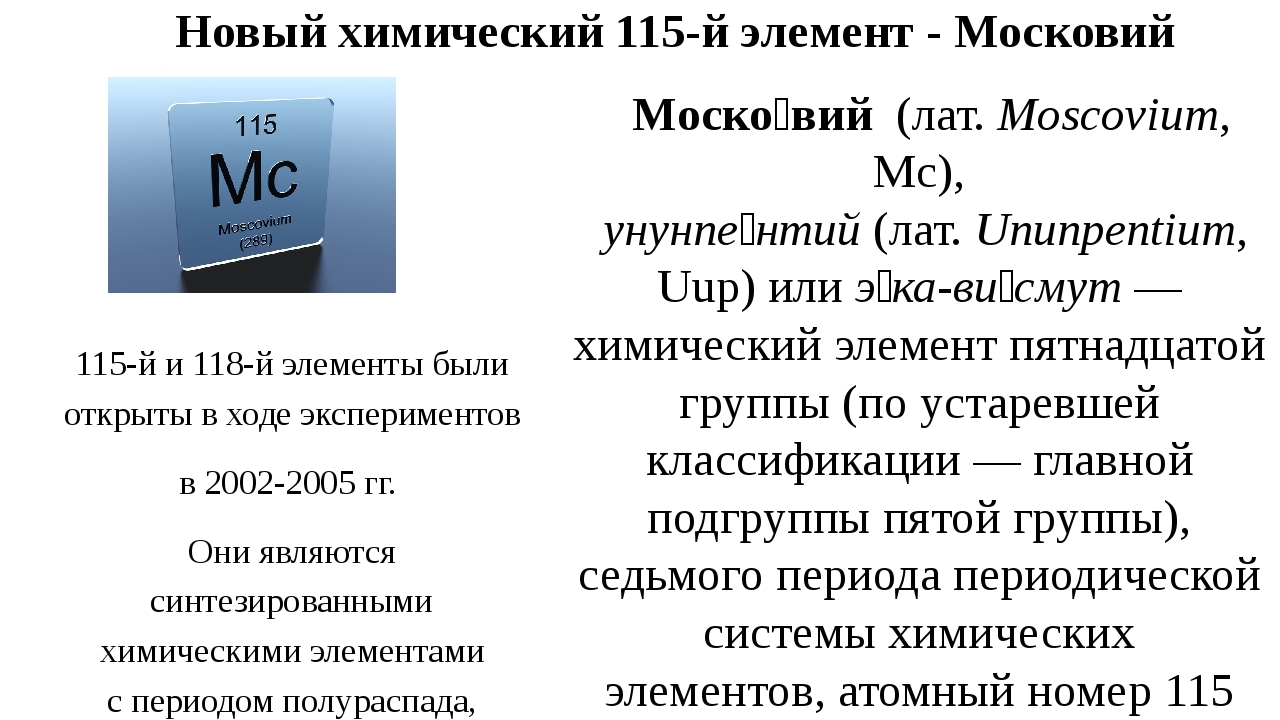 Новый химический 115-й элемент - Московий
115
Mc
Moscovium
(289)
115-й и 118-й элементы были
открыты в ходе экспериментов
в 2002-2005 гг.
Они являются
синтезированными
химическими элементами
с периодом полураспада,
Моско́вий (лат. Moscovium,
Mc),
унунпе́нтий (лат. Ununpentium,
Uup) или э́ка-ви́смут —
химический элемент пятнадцатой
группы (по устаревшей
классификации — главной
подгруппы пятой группы),
седьмого периода периодической
системы химических
элементов, атомный номер 115